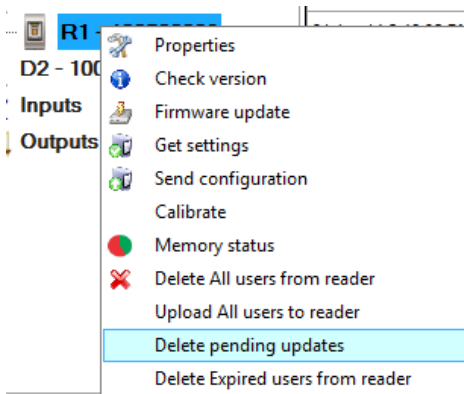 R1 -
Properties
D2 - 100
Check version
Inputs
Firmware update
Outputs
Get settings
Send configuration
Calibrate
Memory status
Delete All users from reader
Upload All users to reader
Delete pending updates
Delete Expired users from reader